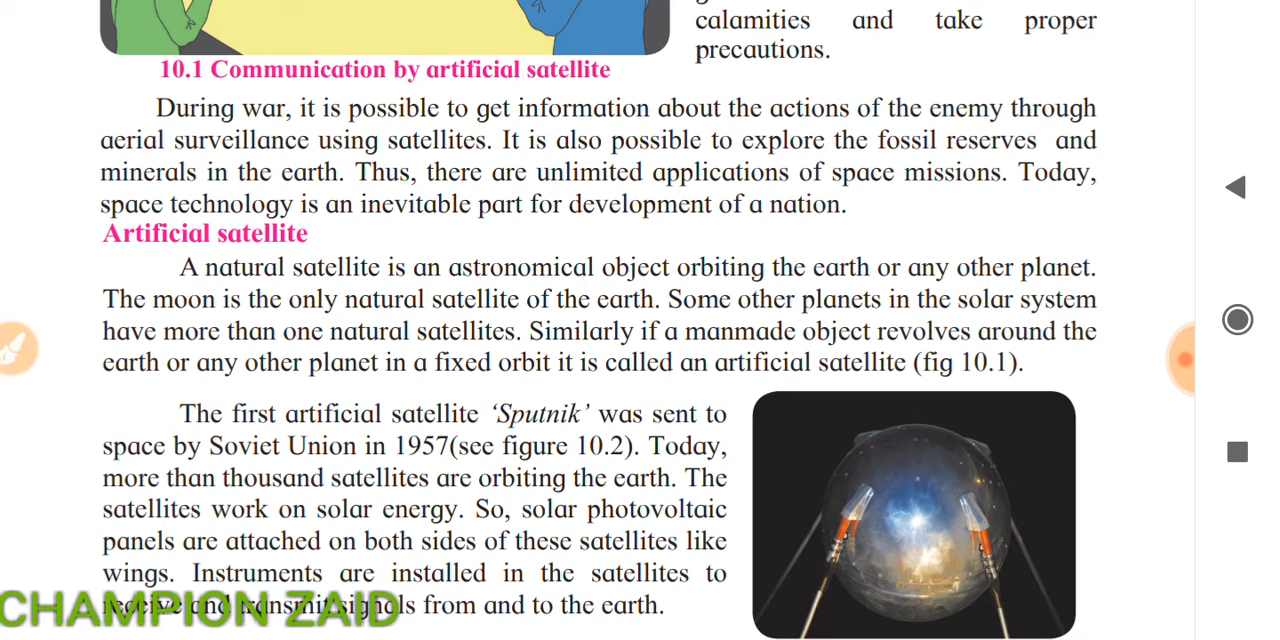 calamities and take proper
precautions.
10.1 Communication by artificial satellite
During war, it is possible to get information about the actions of the enemy through
aerial surveillance using satellites. It is also possible to explore the fossil reserves and
minerals in the earth. Thus, there are unlimited applications of space missions. Today,
space technology is an inevitable part for development of a nation.
Artificial satellite
A natural satellite is an astronomical object orbiting the earth or any other planet.
The moon is the only natural satellite of the earth. Some other planets in the solar system
have more than one natural satellites. Similarly if a manmade object revolves around the
earth or any other planet in a fixed orbit it is called an artificial satellite (fig 10.1).
The first artificial satellite ‘Sputnik’ was sent to
space by Soviet Union in 1957(see figure 10.2). Today,
more than thousand satellites are orbiting the earth. The
satellites work on solar energy. So, solar photovoltaic
panels are attached on both sides of these satellites like
wings. Instruments are installed in the satellites to
receive and transmit signals from and to the earth.
CHAMPION ZAID